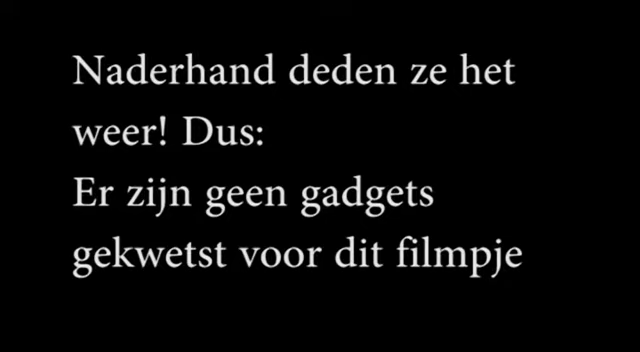 Naderhand deden ze het
weer! Dus:
Er zijn geen gadgets
gekwetst voor dit filmpje